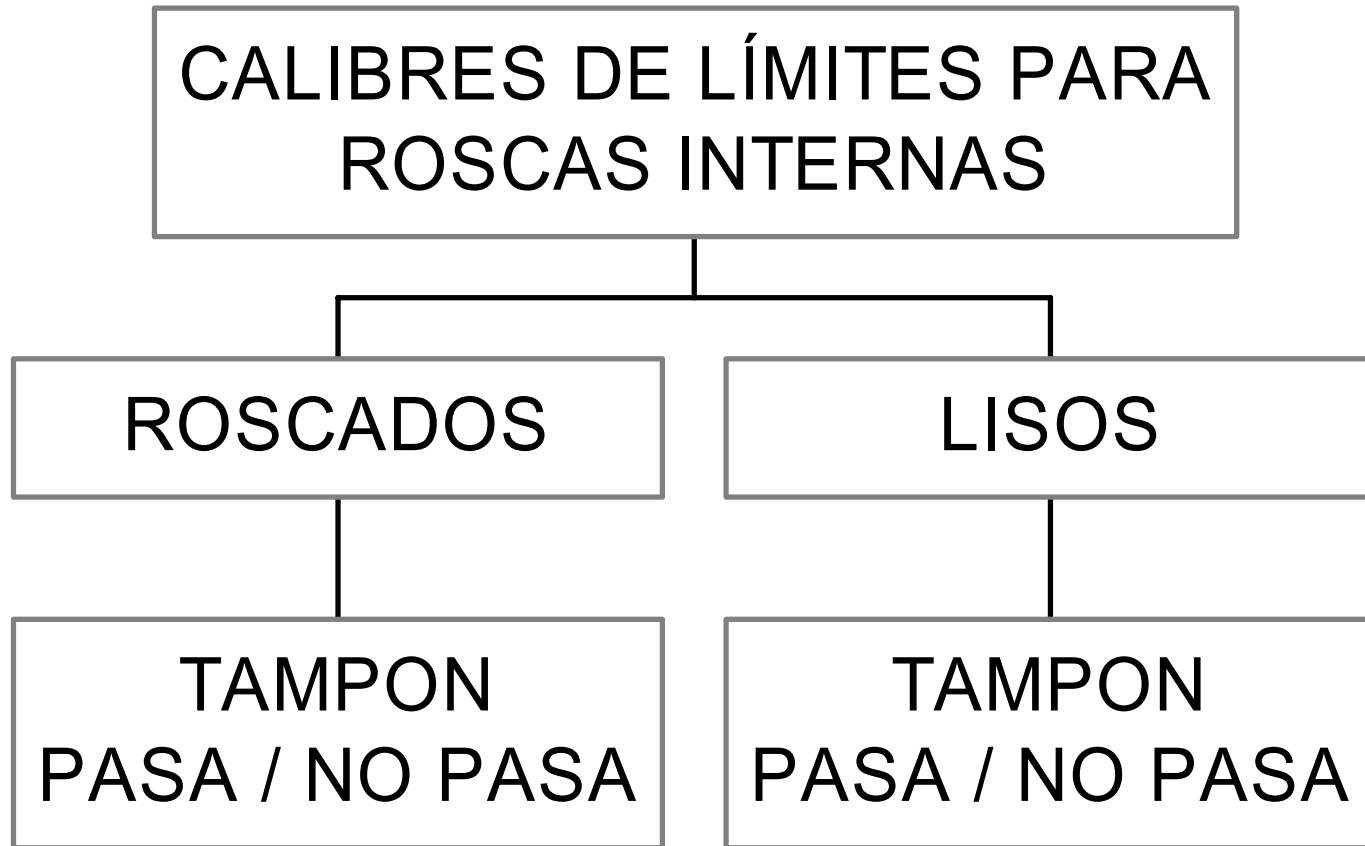 CALIBRES DE LÍMITES PARA
ROSCAS INTERNAS
ROSCADOS
LISOS
TAMPON
PASA / NO PASA
TAMPON
PASA / NO PASA